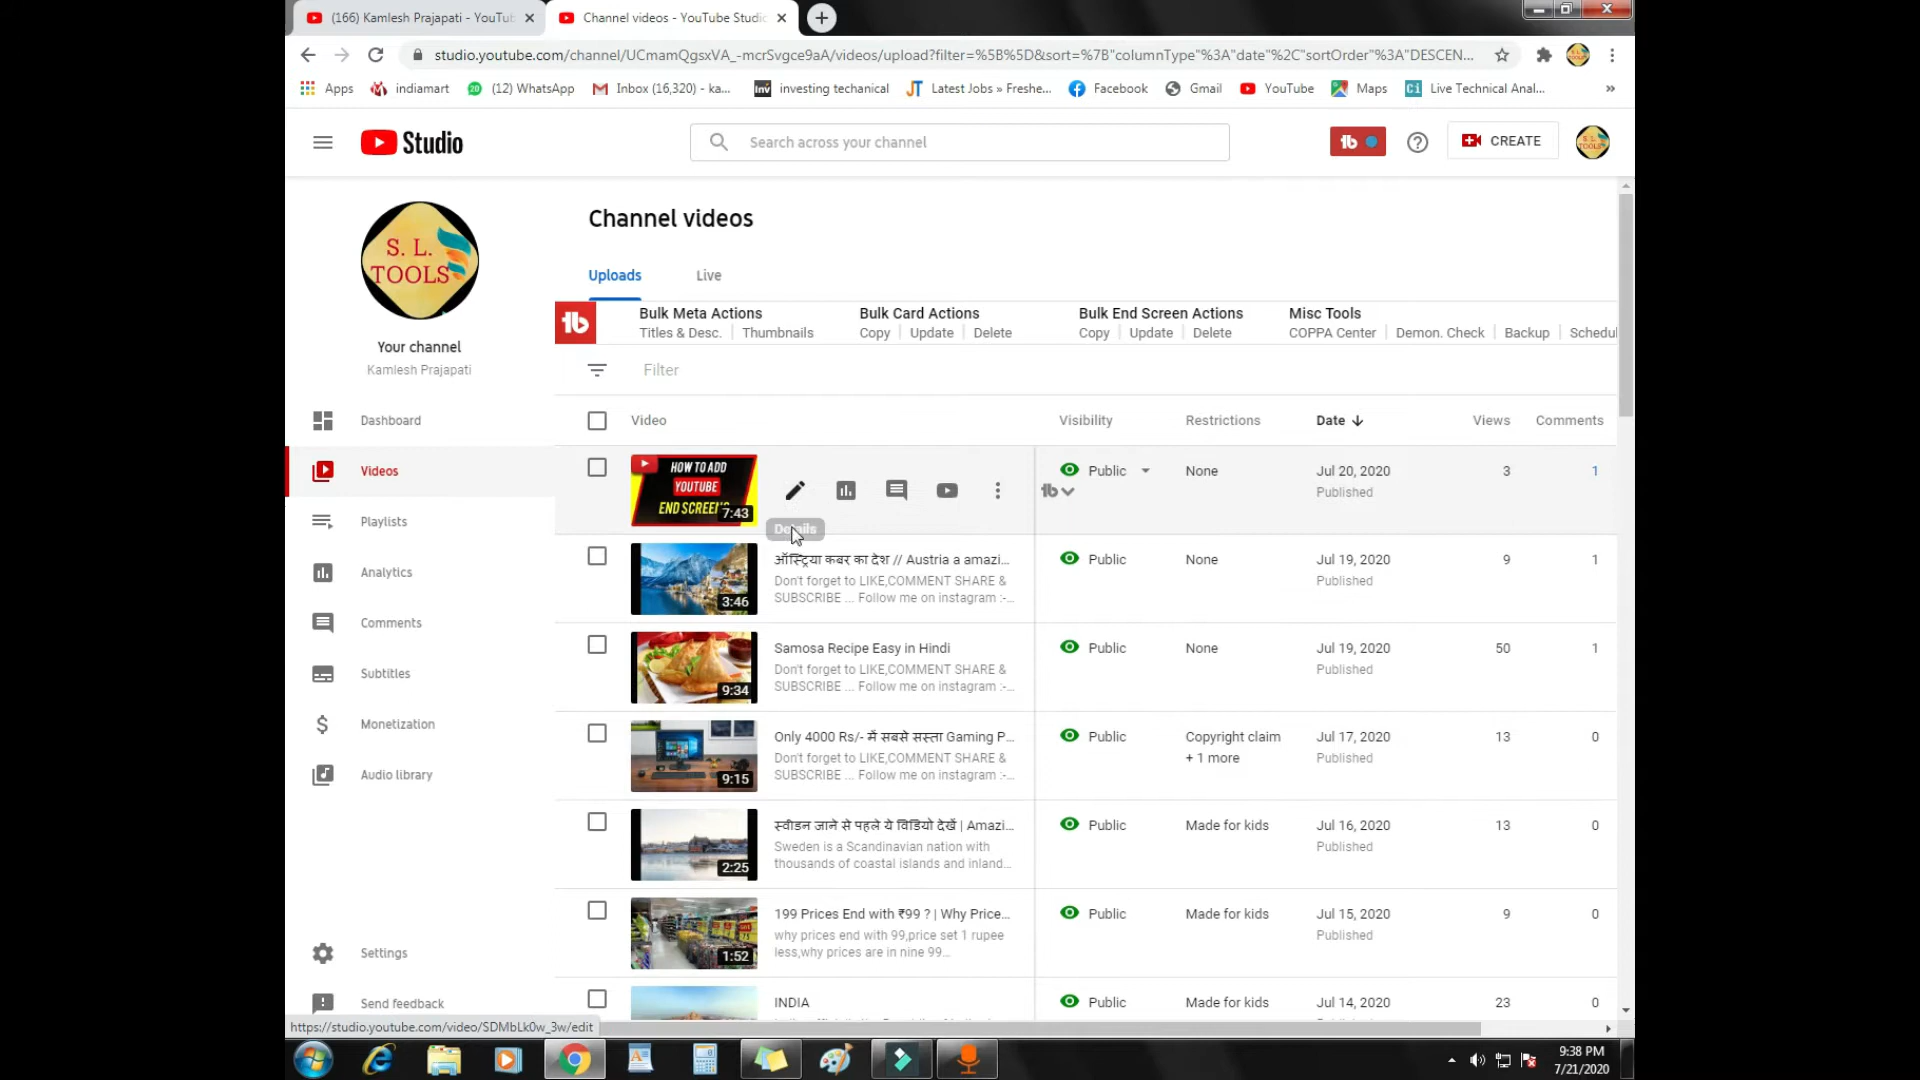 (166) Kamlesh Prajapati - YouTu
Channel videos - YouTube Studio
studio.youtube.com/channel/UCmamQgsxVA_-mcrSvgce9aA/videos/upload?filter=%5B%5D&sort=%7B"columnType"%3A"date"%2C"sortOrder"%3A"DESCEN...
Apps
indiamart
(12) WhatsApp
Inbox (16,320) - ka...
investing techanical
Latest Jobs » Freshe...
Facebook
Gmail
YouTube
Maps
Live Technical Anal...
»
Studio
Search across your channel
CREATE
S. L.
TOOLS
Your channel
Kamlesh Prajapati
Dashboard
Videos
Playlists
Analytics
Comments
Subtitles
Monetization
Audio library
Settings
Send feedback
Channel videos
Uploads
Live
Bulk Meta Actions
Titles & Desc.
Thumbnails
Bulk Card Actions
Copy
Update
Delete
Bulk End Screen Actions
Copy
Update
Delete
Misc Tools
COPPA Center
Demon. Check
Backup
Schedul
Filter
Video
Visibility
Restrictions
Date
Views
Comments
HOW TO ADD
YOUTUBE
END SCREEN
7:43
Details
Public
None
Jul 20, 2020
Published
3
1
3:46
ऑस्ट्रिया कबर का देश // Austria a amazi...
Don't forget to LIKE,COMMENT SHARE &
SUBSCRIBE ... Follow me on instagram :-...
Public
None
Jul 19, 2020
Published
9
1
9:34
Samosa Recipe Easy in Hindi
Don't forget to LIKE,COMMENT SHARE &
SUBSCRIBE ... Follow me on instagram :-...
Public
None
Jul 19, 2020
Published
50
1
9:15
Only 4000 Rs/- में सबसे सस्ता Gaming P...
Don't forget to LIKE,COMMENT SHARE &
SUBSCRIBE ... Follow me on instagram :-...
Public
Copyright claim
+ 1 more
Jul 17, 2020
Published
13
0
2:25
स्वीडन जाने से पहले ये विडियो देखें | Amazi...
Sweden is a Scandinavian nation with
thousands of coastal islands and inland...
Public
Made for kids
Jul 16, 2020
Published
13
0
1:52
199 Prices End with ₹99 ? | Why Price...
why prices end with 99,price set 1 rupee
less,why prices are in nine 99...
Public
Made for kids
Jul 15, 2020
Published
9
0
INDIA
Public
Made for kids
Jul 14, 2020
23
0
https://studio.youtube.com/video/SDMbLk0w_3w/edit
9:38 PM
7/21/2020